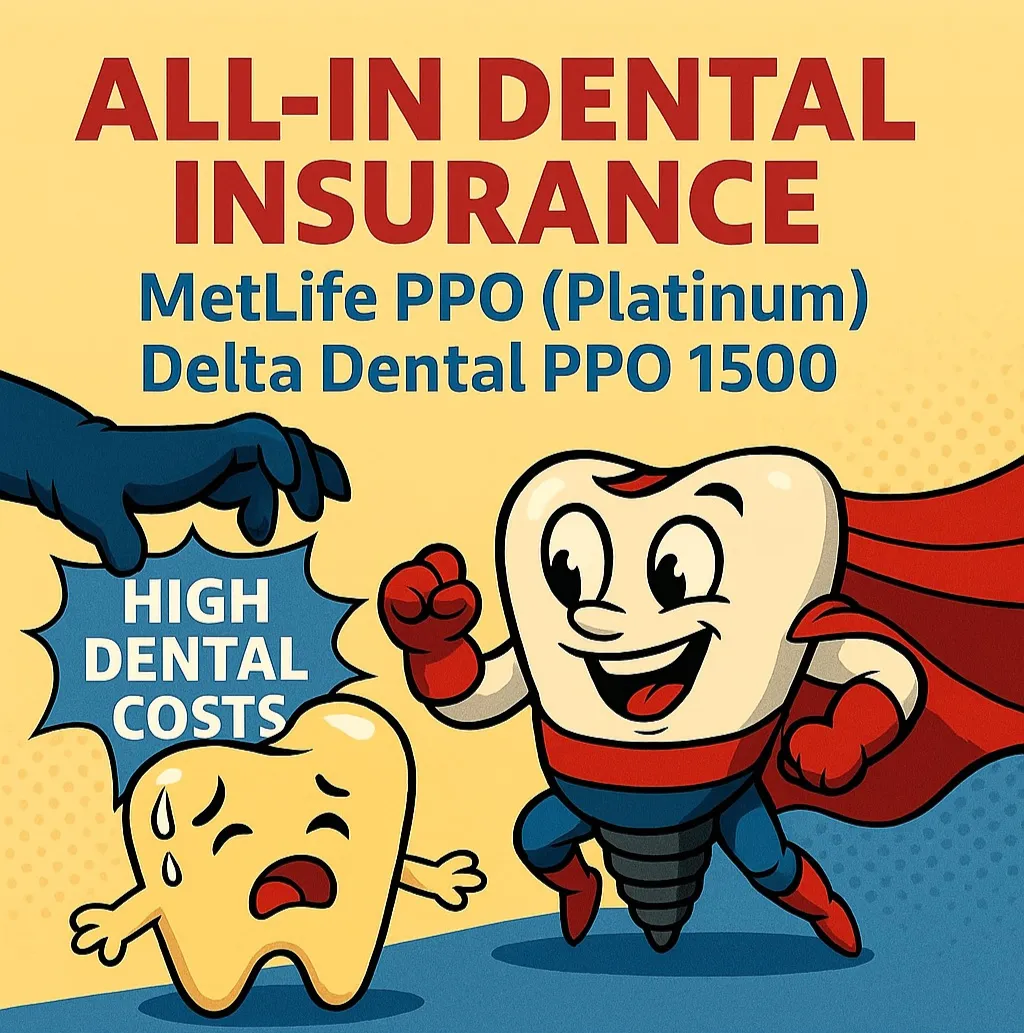 ALL-IN DENTAL
INSURANCE
MetLife PPO (Platinum)
Delta Dental PPO 1500
HIGH
DENTAL
COSTS